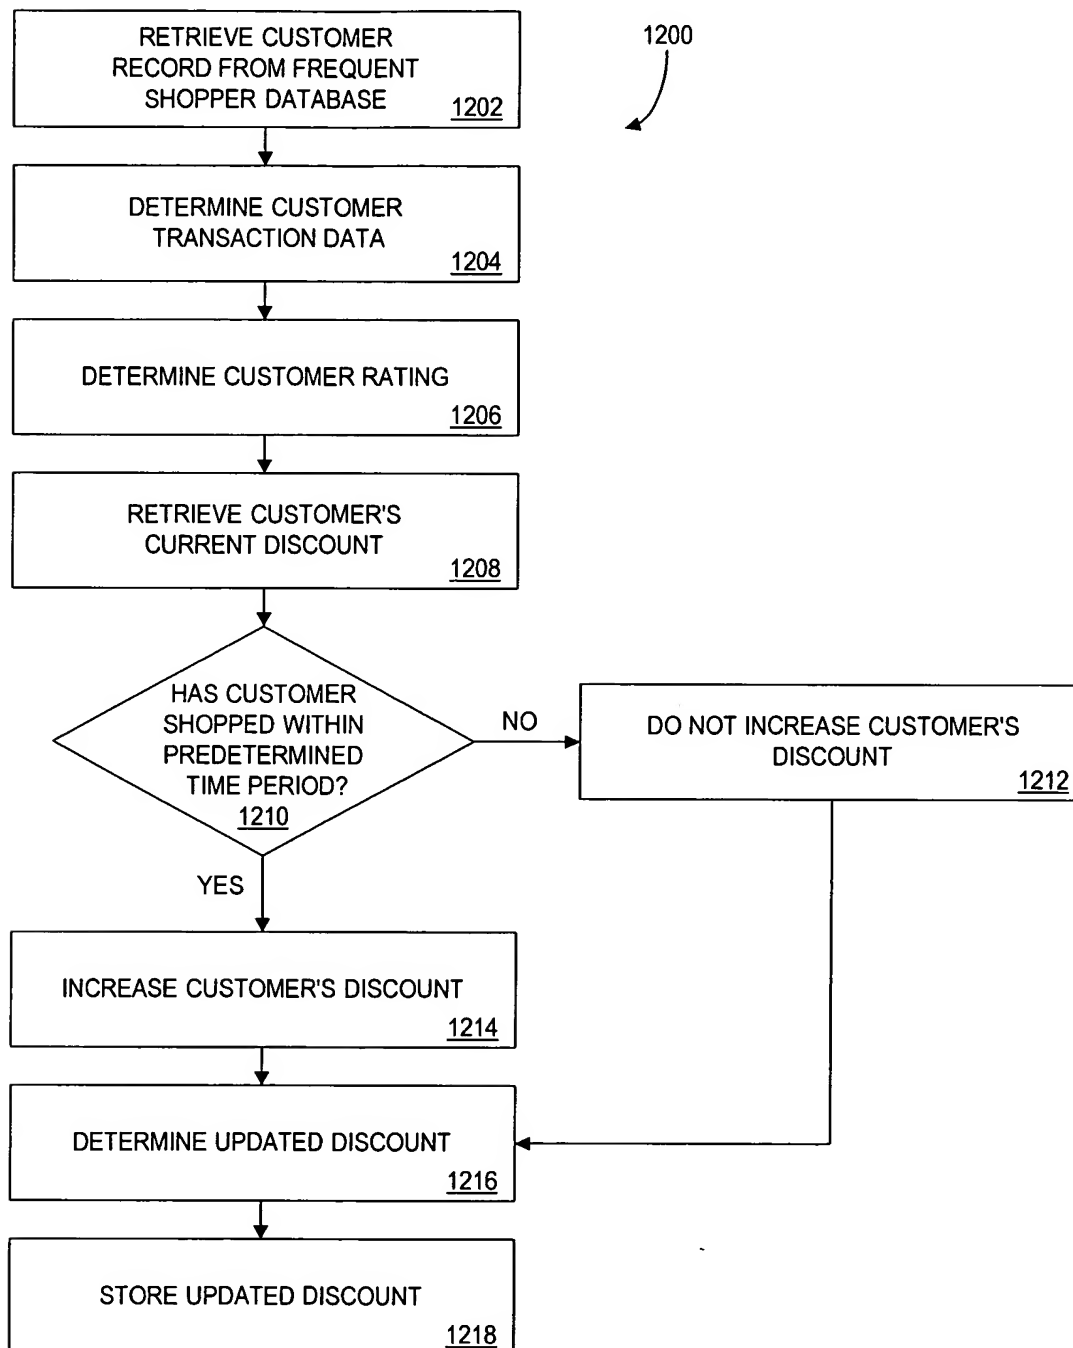 RETRIEVE CUSTOMER
RECORD FROM FREQUENT
SHOPPER DATABASE
1202
1200
DETERMINE CUSTOMER
TRANSACTION DATA
1204
DETERMINE CUSTOMER RATING
1206
RETRIEVE CUSTOMER'S
CURRENT DISCOUNT
1208
HAS CUSTOMER
SHOPPED WITHIN
PREDETERMINED
TIME PERIOD?
1210
NO
DO NOT INCREASE CUSTOMER'S
DISCOUNT
1212
YES
INCREASE CUSTOMER'S DISCOUNT
1214
DETERMINE UPDATED DISCOUNT
1216
STORE UPDATED DISCOUNT
1218